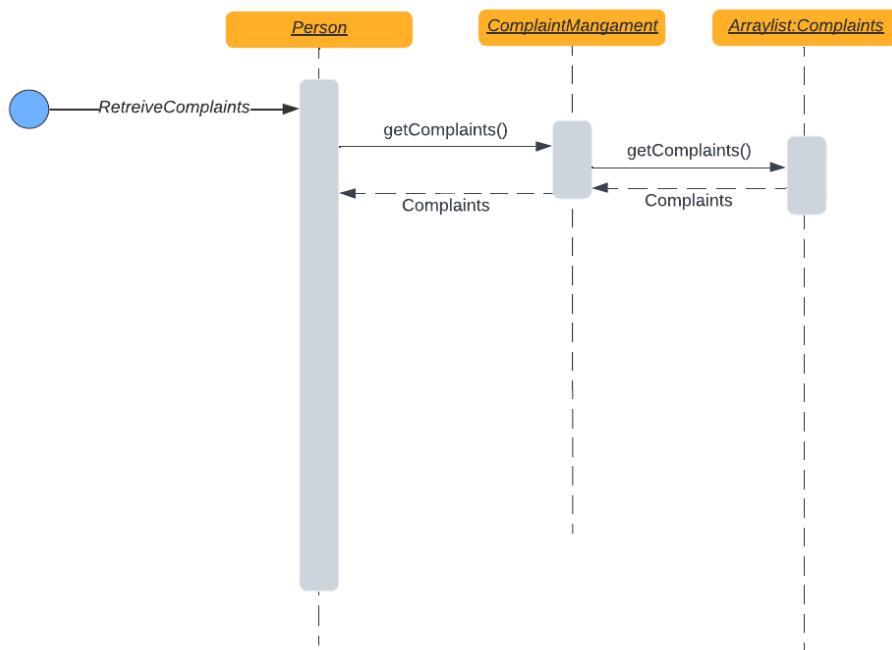 Person
ComplaintMangament
Arraylist:Complaints
RetreiveComplaints
getComplaints()
getComplaints()
Complaints
Complaints